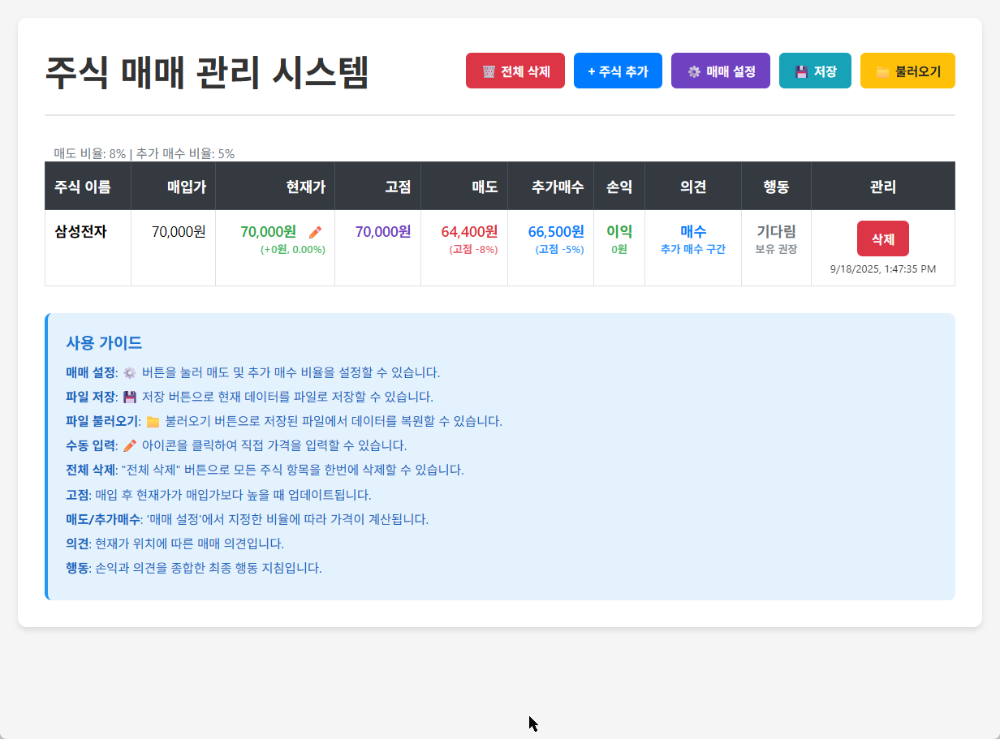 주식 매매 관리 시스템
🗑️ 전체 삭제 + 주식 추가 ⚙️ 매매 설정 💾 저장 📁 불러오기
매도 비율: 8% | 추가 매수 비율: 5%
주식 이름 매입가 현재가 고점 매도 추가매수 손익 의견 행동 관리
삼성전자 70,000원 70,000원 ✏️ 70,000원 64,400원 66,500원 이익 매수 기다림 삭제
(+0원, 0.00%) (고점 -8%) (고점 -5%) 0원 추가 매수 구간 보유 권장
9/18/2025, 1:47:35 PM
사용 가이드
매매 설정: ⚙️ 버튼을 눌러 매도 및 추가 매수 비율을 설정할 수 있습니다.
파일 저장: 💾 저장 버튼으로 현재 데이터를 파일로 저장할 수 있습니다.
파일 불러오기: 📁 불러오기 버튼으로 저장된 파일에서 데이터를 복원할 수 있습니다.
수동 입력: ✏️ 아이콘을 클릭하여 직접 가격을 입력할 수 있습니다.
전체 삭제: "전체 삭제" 버튼으로 모든 주식 항목을 한번에 삭제할 수 있습니다.
고점: 매입 후 현재가가 매입가보다 높을 때 업데이트됩니다.
매도/추가매수: '매매 설정'에서 지정한 비율에 따라 가격이 계산됩니다.
의견: 현재가 위치에 따른 매매 의견입니다.
행동: 손익과 의견을 종합한 최종 행동 지침입니다.